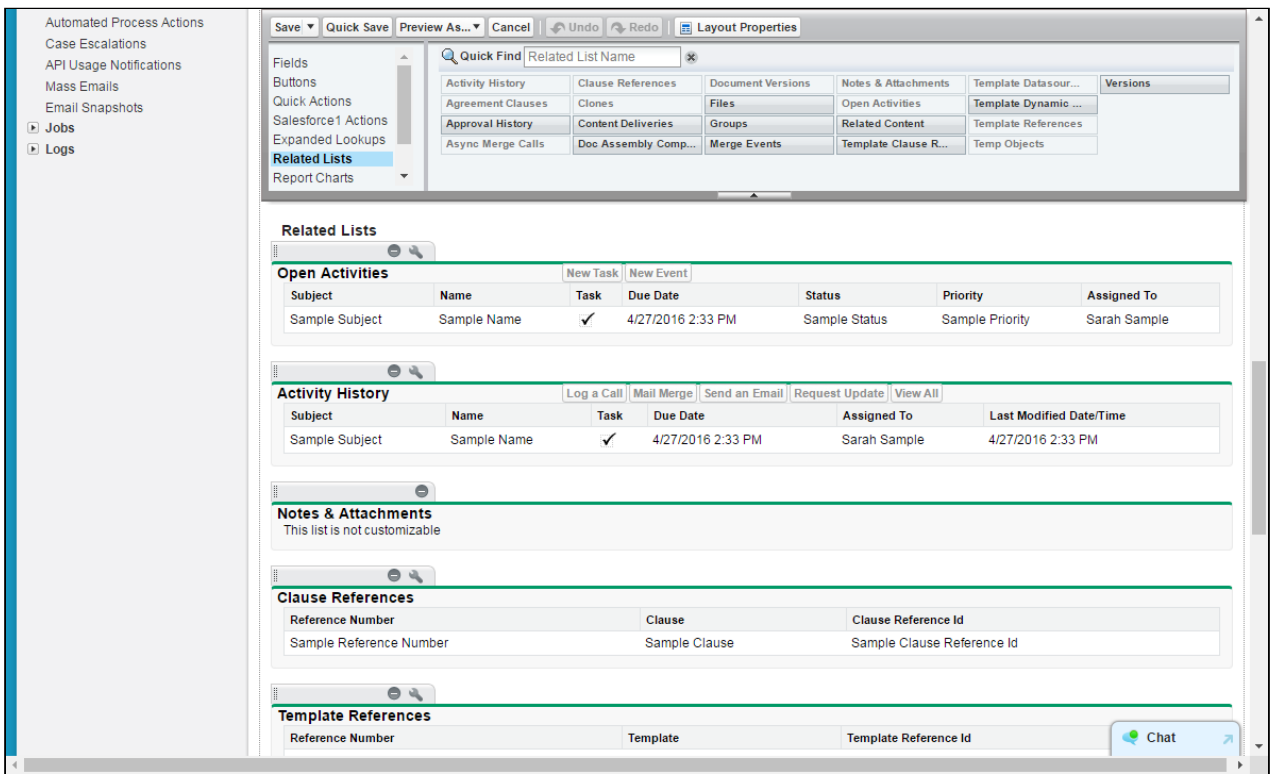 Automated Process Actions
Case Escalations
API Usage Notifications
Mass Emails
Email Snapshots
Jobs
Logs
Save Quick Save Preview As... Cancel Undo Redo Layout Properties
Fields
Buttons
Quick Actions
Salesforce1 Actions
Expanded Lookups
Related Lists
Report Charts
Quick Find Related List Name
Activity History Clause References Document Versions Notes & Attachments Template Datasour... Versions
Agreement Clauses Clones Files Open Activities Template Dynamic ...
Approval History Content Deliveries Groups Related Content Template References
Async Merge Calls Doc Assembly Comp... Merge Events Template Clause R... Temp Objects
Related Lists
Open Activities New Task New Event
Subject Name Task Due Date Status Priority Assigned To
Sample Subject Sample Name 4/27/2016 2:33 PM Sample Status Sample Priority Sarah Sample
Activity History Log a Call Mail Merge Send an Email Request Update View All
Subject Name Task Due Date Assigned To Last Modified Date/Time
Sample Subject Sample Name 4/27/2016 2:33 PM Sarah Sample 4/27/2016 2:33 PM
Notes & Attachments
This list is not customizable
Clause References
Reference Number Clause Clause Reference Id
Sample Reference Number Sample Clause Sample Clause Reference Id
Template References
Reference Number Template Template Reference Id
Chat